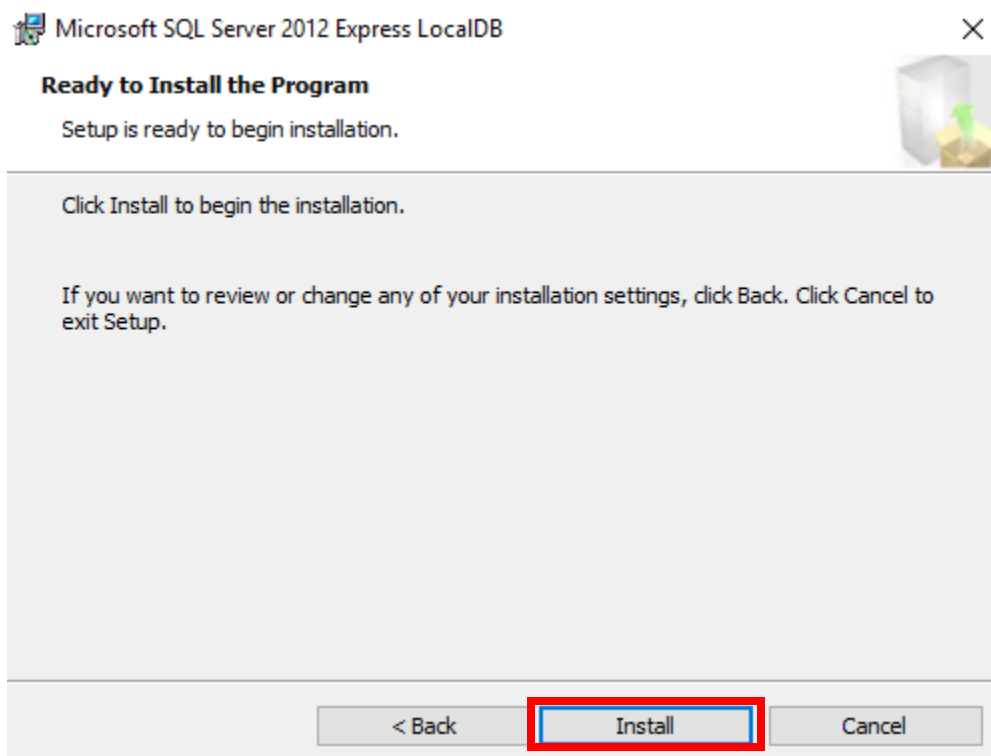 Microsoft SQL Server 2012 Express LocalDB
Ready to Install the Program
Setup is ready to begin installation.
Click Install to begin the installation.
If you want to review or change any of your installation settings, click Back. Click Cancel to
exit Setup.
< Back
Install
Cancel